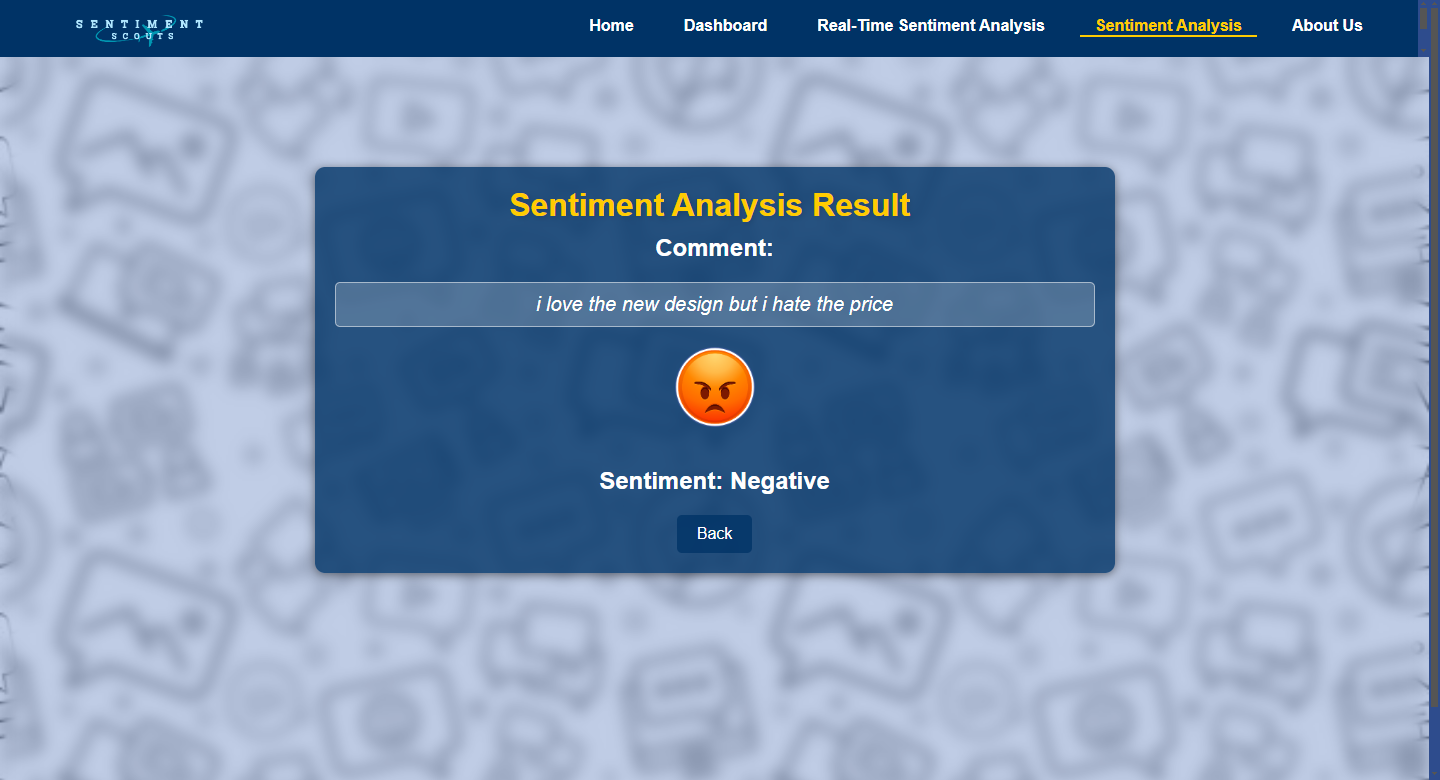 SENTIMENT
SCOUTS
Home Dashboard Real-Time Sentiment Analysis Sentiment Analysis About Us
Sentiment Analysis Result
Comment:
i love the new design but i hate the price
Sentiment: Negative
Back